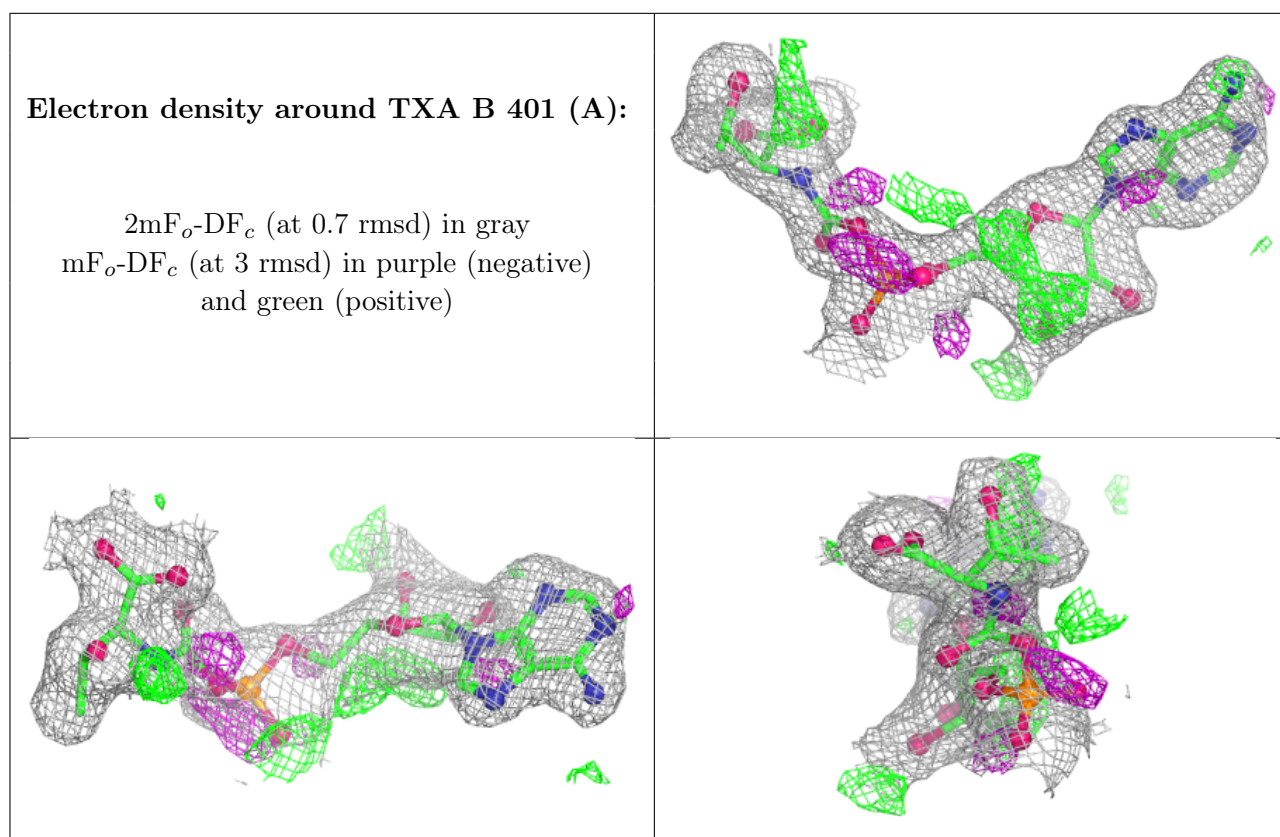 Electron density around TXA B 401 (A):
2mFo-DFc (at 0.7 rmsd) in gray
mFo-DFc (at 3 rmsd) in purple (negative)
and green (positive)